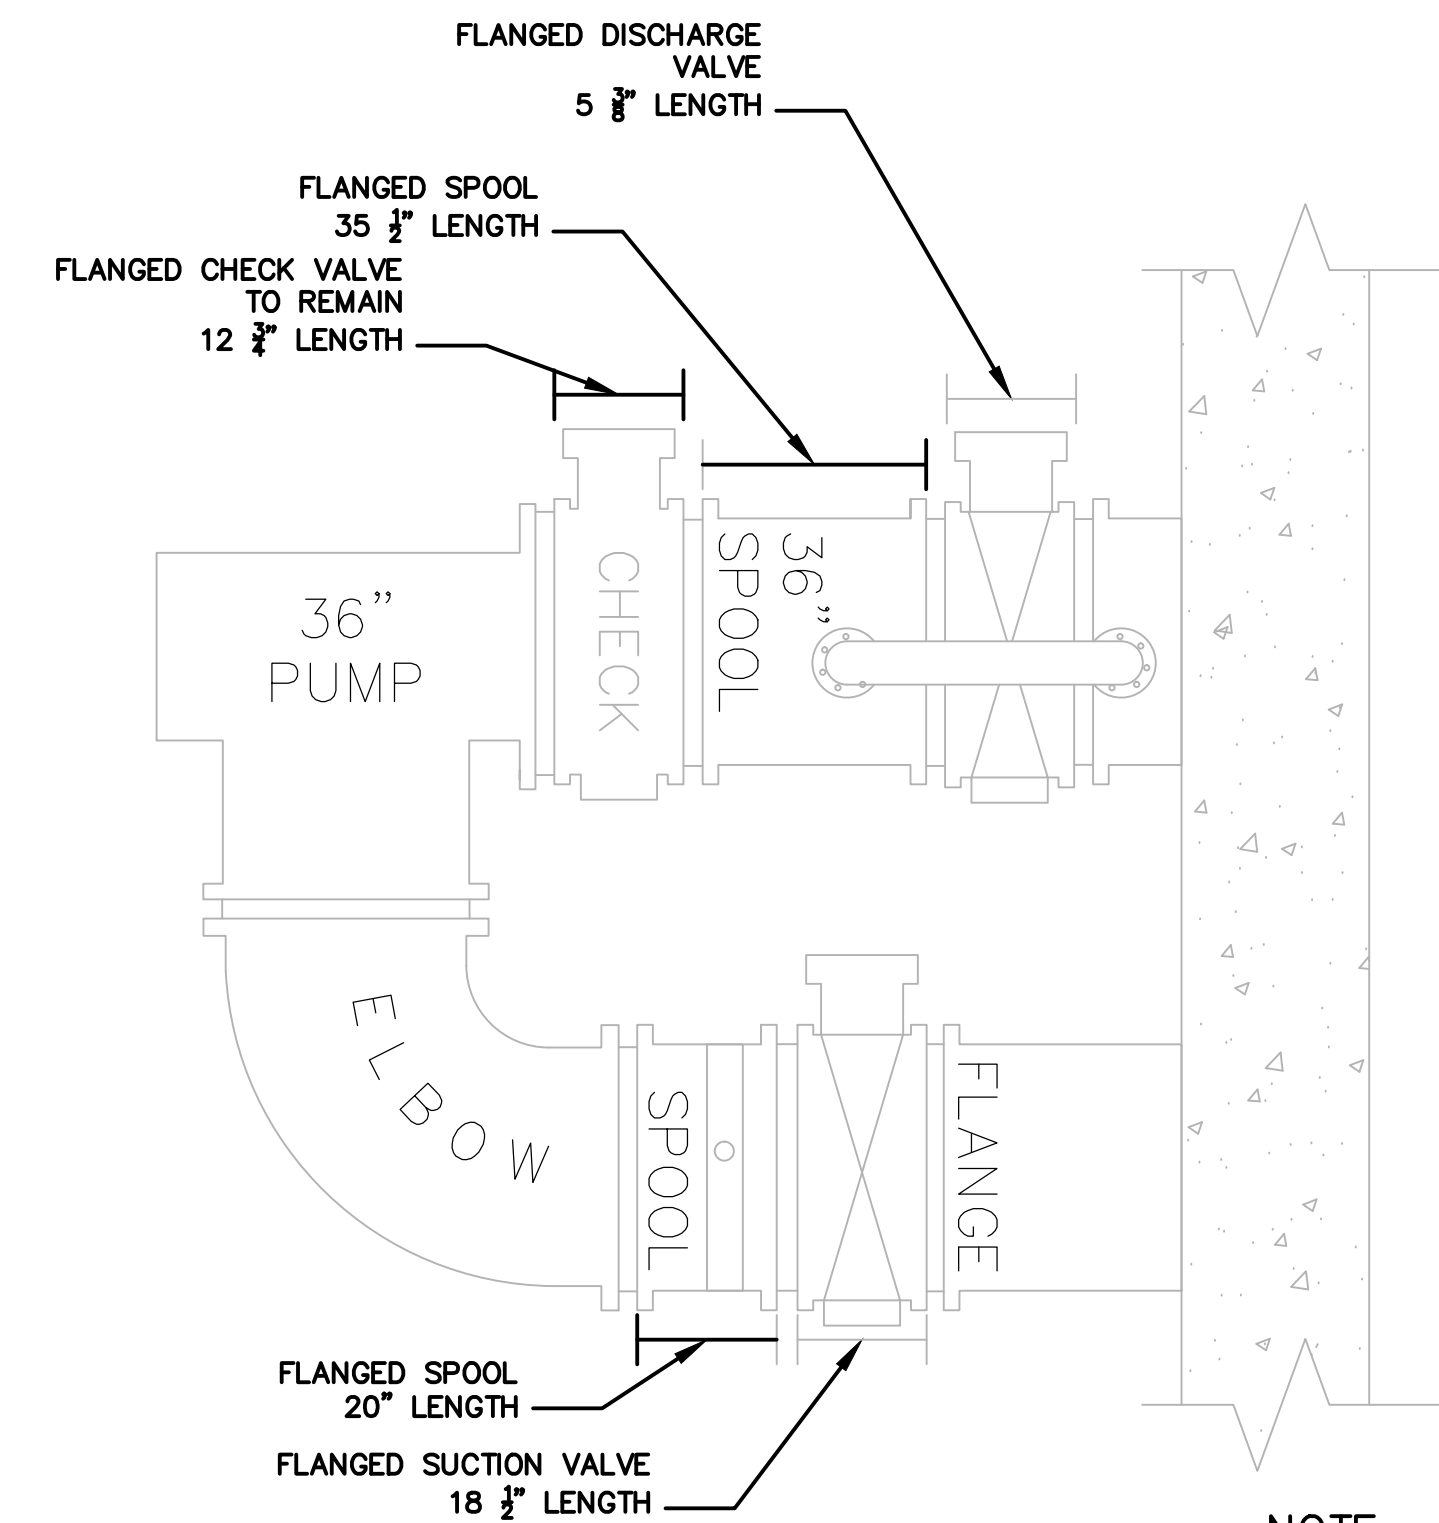 FLANGED DISCHARGE
VALVE
5 3/8" LENGTH
FLANGED SPOOL
35 1/2" LENGTH
FLANGED CHECK VALVE
TO REMAIN
12 3/4" LENGTH
36"
PUMP
CHECK
36"
SPOOL
ELBOW
SPOOL
FLANGE
FLANGED SPOOL
20" LENGTH
FLANGED SUCTION VALVE
18 1/2" LENGTH
NOTE